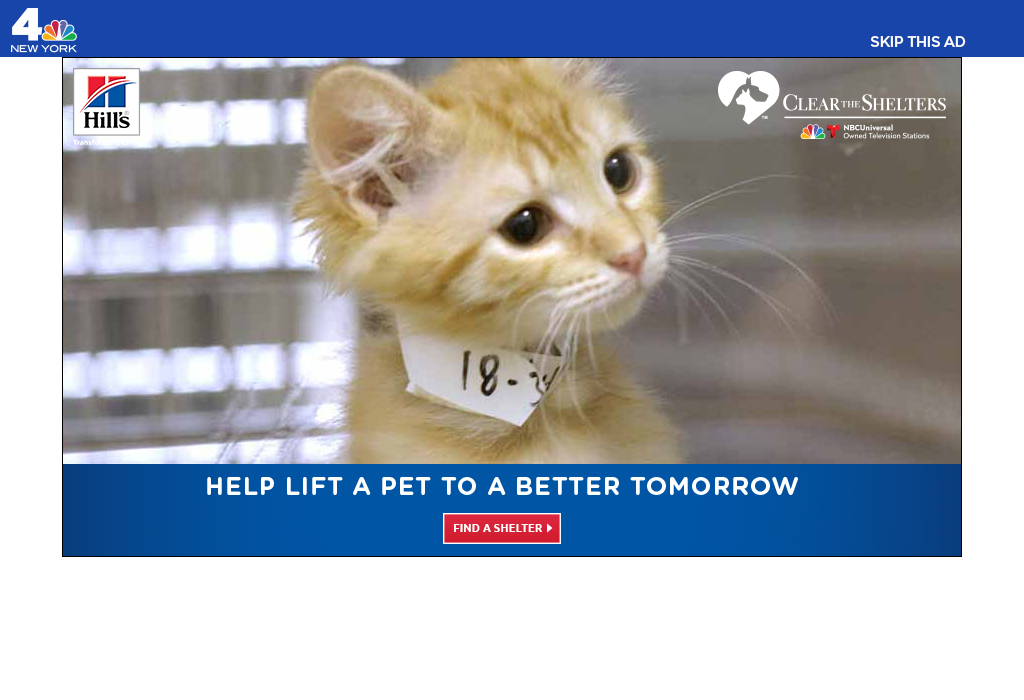 4
NEW YORK
SKIP THIS AD
Hill's
CLEAR THE SHELTERS
TM
NBCUniversal
Owned Television Stations
18-
HELP LIFT A PET TO A BETTER TOMORROW
FIND A SHELTER